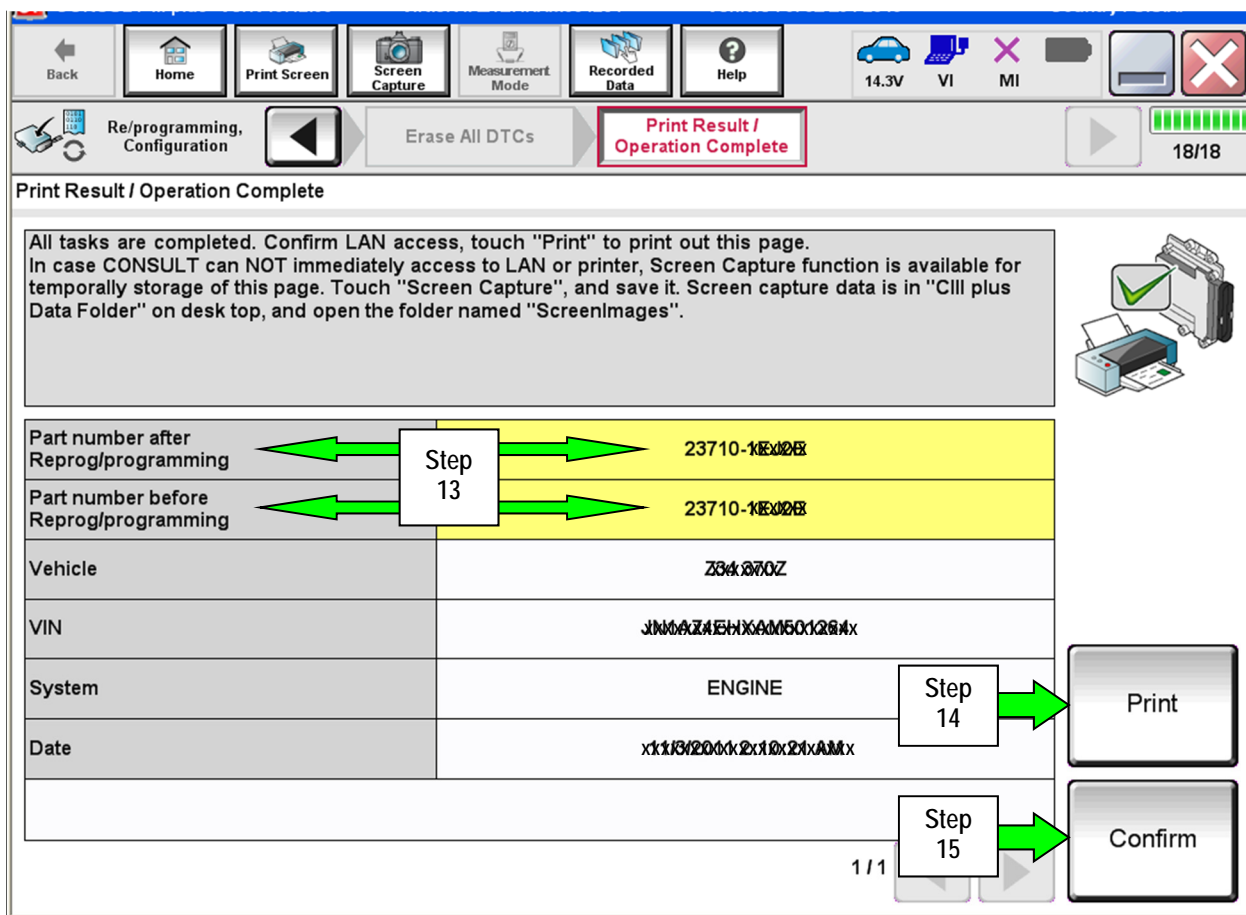 Back
Home
Print Screen
Screen
Capture
Measurement
Mode
Recorded
Data
Help
14.3V
VI
MI
Re/programming,
Configuration
Erase All DTCs
Print Result /
Operation Complete
18/18
Print Result / Operation Complete
All tasks are completed. Confirm LAN access, touch "Print" to print out this page.
In case CONSULT can NOT immediately access to LAN or printer, Screen Capture function is available for
temporally storage of this page. Touch "Screen Capture", and save it. Screen capture data is in "CIII plus
Data Folder" on desk top, and open the folder named "ScreenImages".
Part number after
Reprog/programming
Step
13
23710-
Part number before
Reprog/programming
23710-
Vehicle
VIN
System
ENGINE
Step
14
Print
Date
Step
15
Confirm
1/1